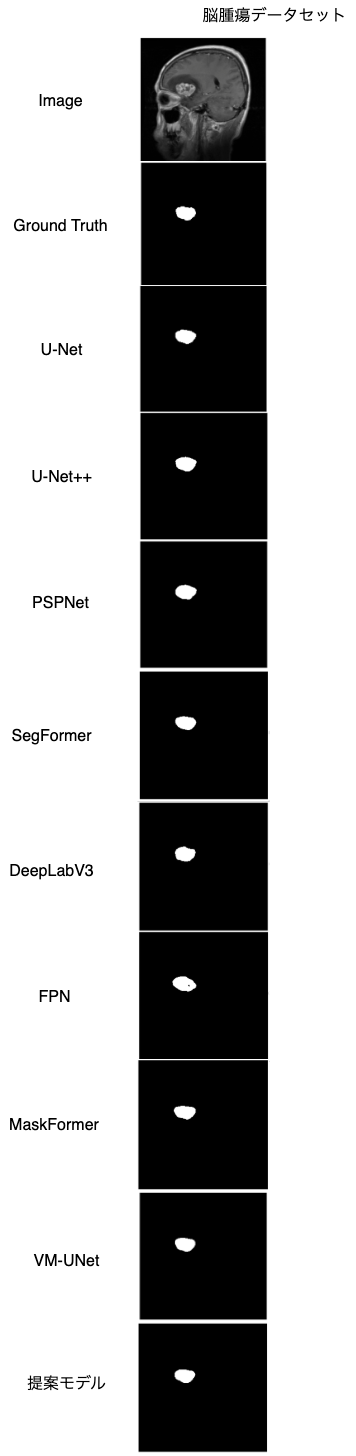 脳腫瘍データセット
Image
Ground Truth
U-Net
U-Net++
PSPNet
SegFormer
DeepLabV3
FPN
MaskFormer
VM-UNet
提案モデル